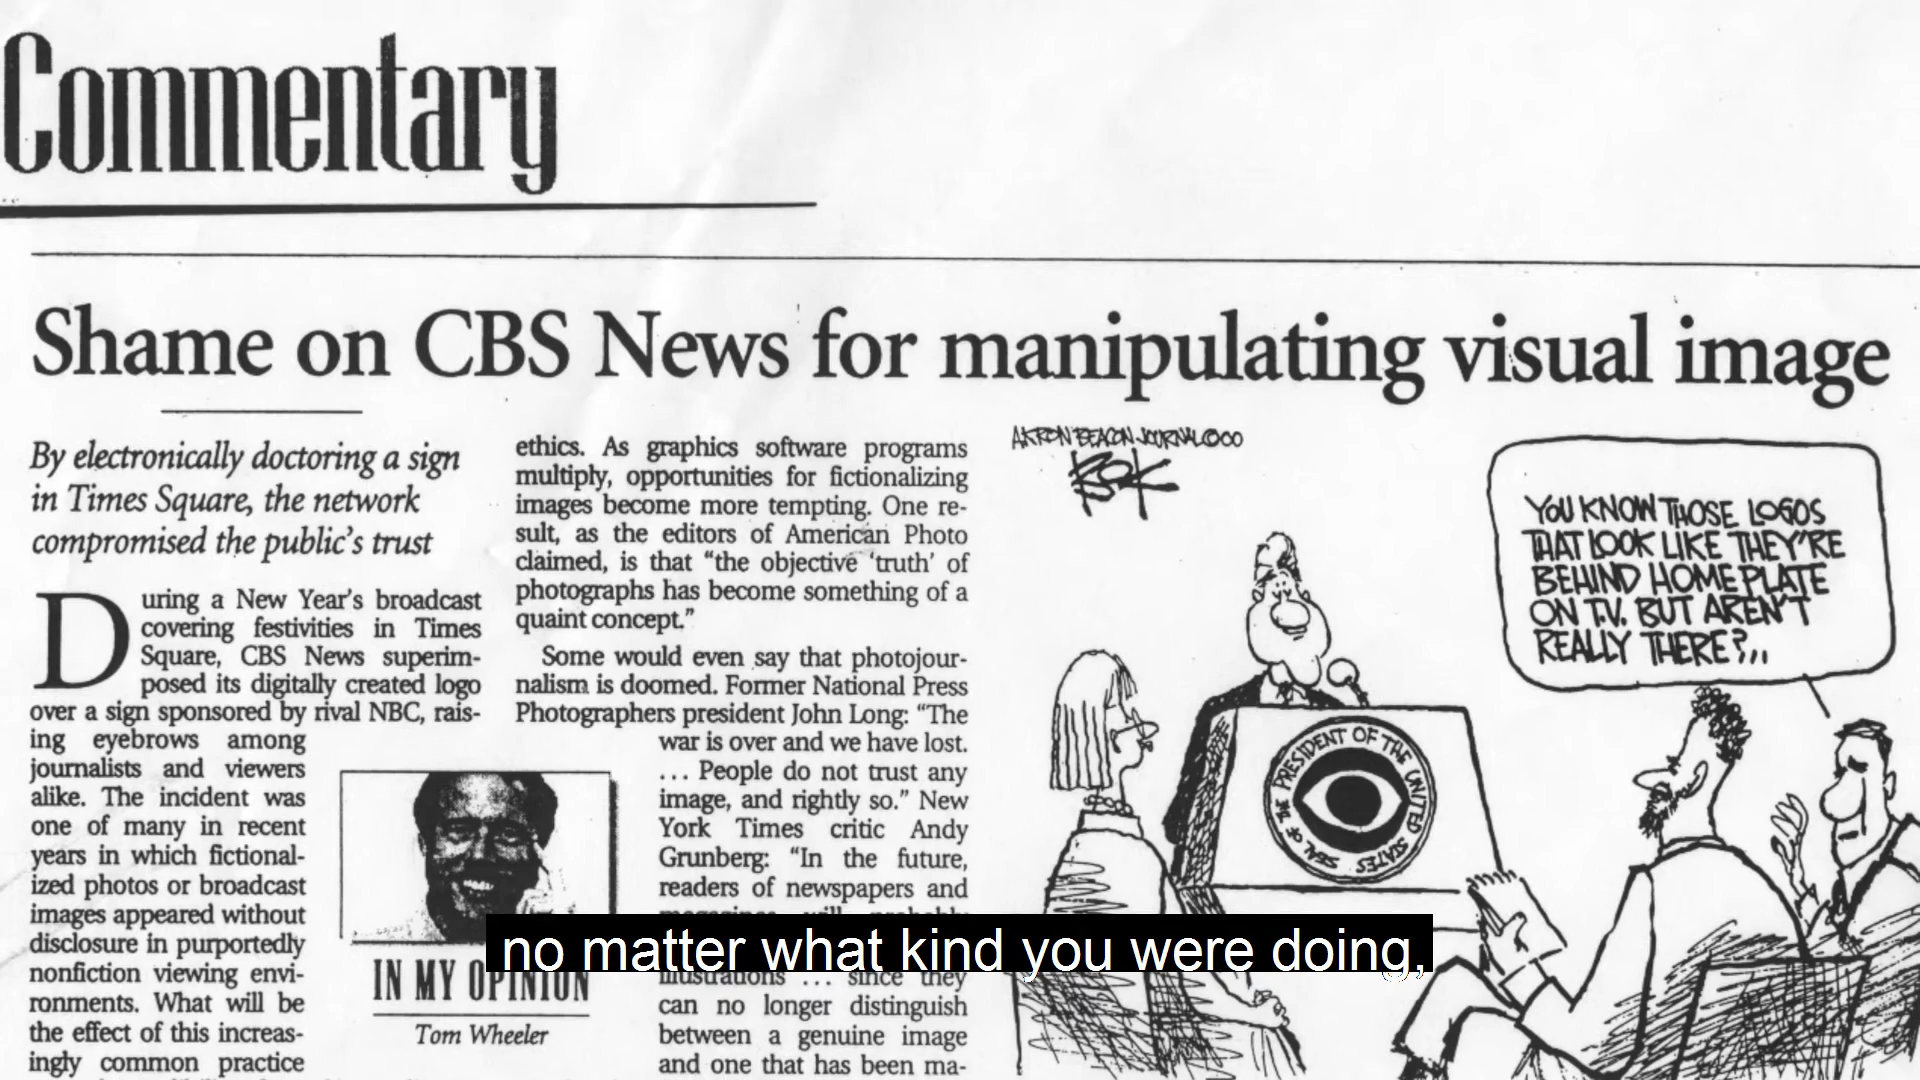 Commentary
Shame on CBS News for manipulating visual image
By electronically doctoring a sign
in Times Square, the network
compromised the public's trust
During a New Year's broadcast
covering festivities in Times
Square, CBS News superim-
posed its digitally created logo
over a sign sponsored by rival NBC, rais-
ing eyebrows among
journalists and viewers
alike. The incident was
one of many in recent
years in which fictional-
ized photos or broadcast
images appeared without
disclosure in purportedly
nonfiction viewing envi-
ronments. What will be
the effect of this increas-
ingly common practice
IN MY OPINION
Tom Wheeler
ethics. As graphics software programs
multiply, opportunities for fictionalizing
images become more tempting. One re-
sult, as the editors of American Photo
claimed, is that “the objective ‘truth’ of
photographs has become something of a
quaint concept.”
Some would even say that photojour-
nalism is doomed. Former National Press
Photographers president John Long: “The
war is over and we have lost.
... People do not trust any
image, and rightly so.” New
York Times critic Andy
Grunberg: “In the future,
readers of newspapers and
magazines will probably
illustrations ... since they
can no longer distinguish
between a genuine image
and one that has been ma-
AKRON BEACON JOURNAL ©00
BOK
YOU KNOW THOSE LOGOS
THAT LOOK LIKE THEY'RE
BEHIND HOME PLATE
ON T.V. BUT AREN'T
REALLY THERE?...
SEAL OF THE PRESIDENT OF THE UNITED STATES
no matter what kind you were doing,